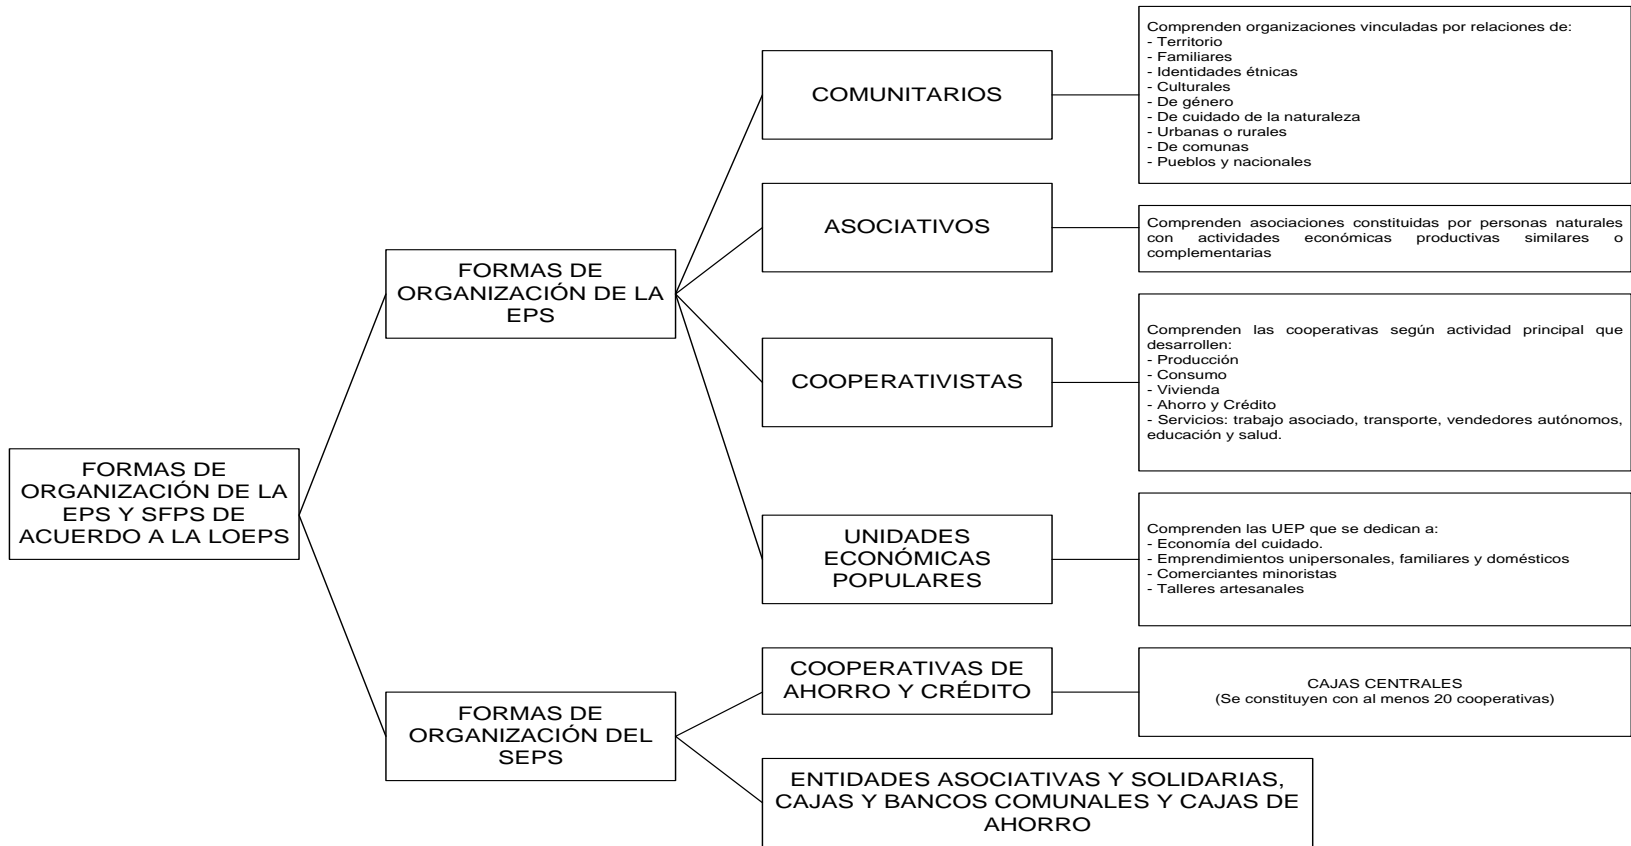 FORMAS DE
ORGANIZACIÓN DE LA
EPS Y SFPS DE
ACUERDO A LA LOEPS
FORMAS DE
ORGANIZACIÓN DE LA
EPS
COMUNITARIOS
Comprenden organizaciones vinculadas por relaciones de:
- Territorio
- Familiares
- Identidades étnicas
- Culturales
- De género
- De cuidado de la naturaleza
- Urbanas o rurales
- De comunas
- Pueblos y nacionales
ASOCIATIVOS
Comprenden asociaciones constituidas por personas naturales
con actividades económicas productivas similares o
complementarias
COOPERATIVISTAS
Comprenden las cooperativas según actividad principal que
desarrollen:
- Producción
- Consumo
- Vivienda
- Ahorro y Crédito
- Servicios: trabajo asociado, transporte, vendedores autónomos,
educación y salud.
UNIDADES
ECONÓMICAS
POPULARES
Comprenden las UEP que se dedican a:
- Economía del cuidado.
- Emprendimientos unipersonales, familiares y domésticos
- Comerciantes minoristas
- Talleres artesanales
FORMAS DE
ORGANIZACIÓN DEL
SEPS
COOPERATIVAS DE
AHORRO Y CRÉDITO
CAJAS CENTRALES
(Se constituyen con al menos 20 cooperativas)
ENTIDADES ASOCIATIVAS Y SOLIDARIAS,
CAJAS Y BANCOS COMUNALES Y CAJAS DE
AHORRO